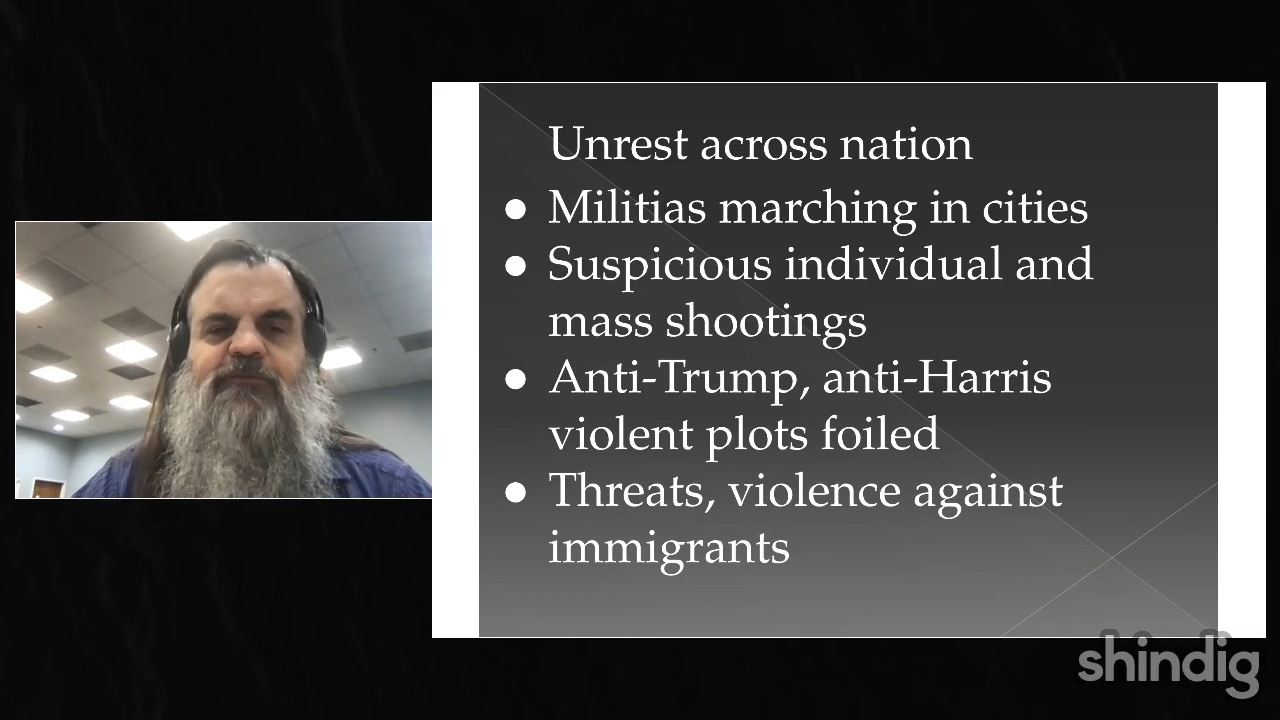 Unrest across nation
● Militias marching in cities
● Suspicious individual and
mass shootings
● Anti-Trump, anti-Harris
violent plots foiled
● Threats, violence against
immigrants
shindig